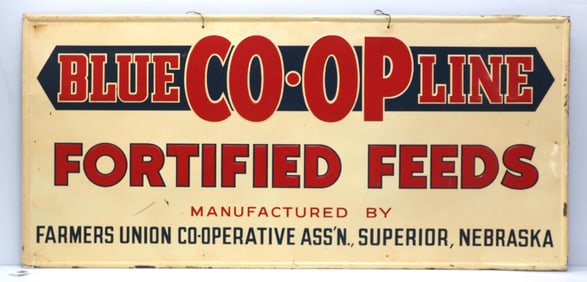 BLUE CO·OP LINE
FORTIFIED FEEDS
MANUFACTURED BY
FARMERS UNION CO-OPERATIVE ASS'N., SUPERIOR, NEBRASKA